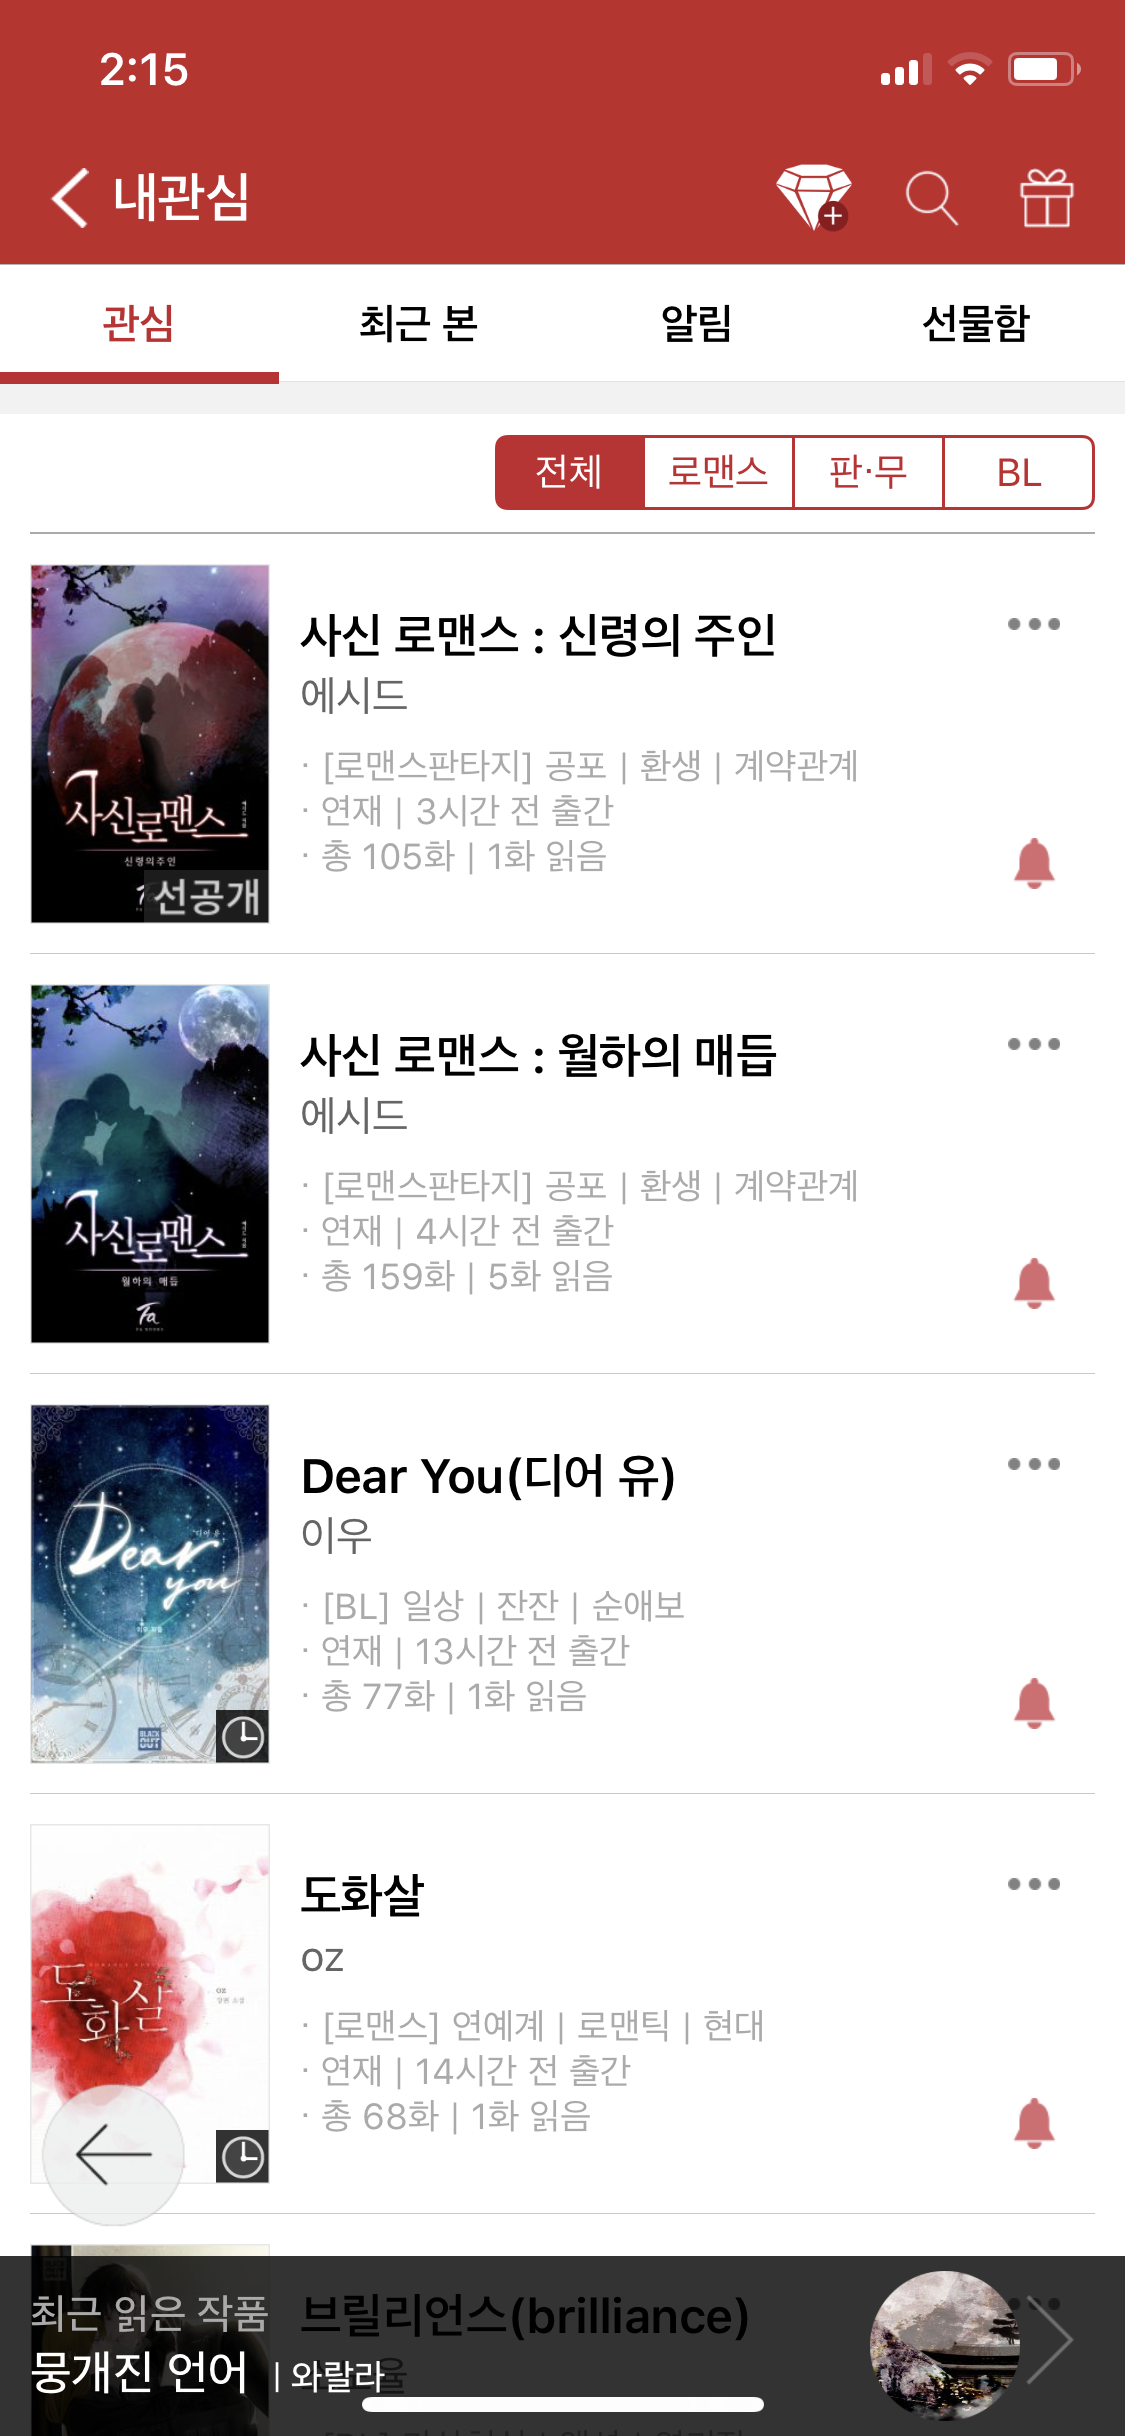 2:15
내관심
관심 최근 본 알림 선물함
전체 로맨스 판·무 BL
사신로맨스
신령의주인
선공개
사신 로맨스 : 신령의 주인
에시드
· [로맨스판타지] 공포 | 환생 | 계약관계
· 연재 | 3시간 전 출간
· 총 105화 | 1화 읽음
사신로맨스
월하의 매듭
Fa
사신 로맨스 : 월하의 매듭
에시드
· [로맨스판타지] 공포 | 환생 | 계약관계
· 연재 | 4시간 전 출간
· 총 159화 | 5화 읽음
디어 유
Dear
you
BLACK
OUT
Dear You(디어 유)
이우
· [BL] 일상 | 잔잔 | 순애보
· 연재 | 13시간 전 출간
· 총 77화 | 1화 읽음
도화살
oz
도화살
oz
· [로맨스] 연예계 | 로맨틱 | 현대
· 연재 | 14시간 전 출간
· 총 68화 | 1화 읽음
브릴리언스(brilliance)
최근 읽은 작품
뭉개진 언어 | 와랄라